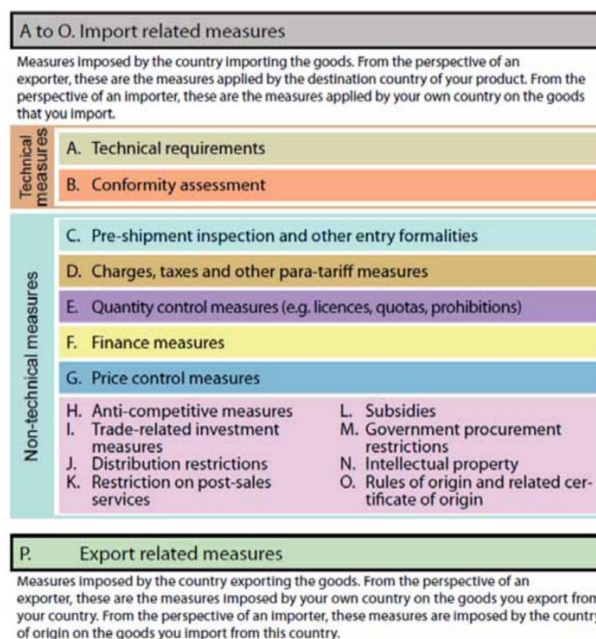 A to O. Import related measures
Measures imposed by the country importing the goods. From the perspective of an
exporter, these are the measures applied by the destination country of your product. From the
perspective of an importer, these are the measures applied by your own country on the goods
that you import.
Technical
measures
A. Technical requirements
B. Conformity assessment
Non-technical measures
C. Pre-shipment inspection and other entry formalities
D. Charges, taxes and other para-tariff measures
E. Quantity control measures (e.g. licences, quotas, prohibitions)
F. Finance measures
G. Price control measures
H. Anti-competitive measures
I. Trade-related investment
measures
J. Distribution restrictions
K. Restriction on post-sales
services
L. Subsidies
M. Government procurement
restrictions
N. Intellectual property
O. Rules of origin and related cer-
tificate of origin
P. Export related measures
Measures imposed by the country exporting the goods. From the perspective of an
exporter, these are the measures imposed by your own country on the goods you export from
your country. From the perspective of an importer, these measures are imposed by the country
of origin on the goods you import from this country.